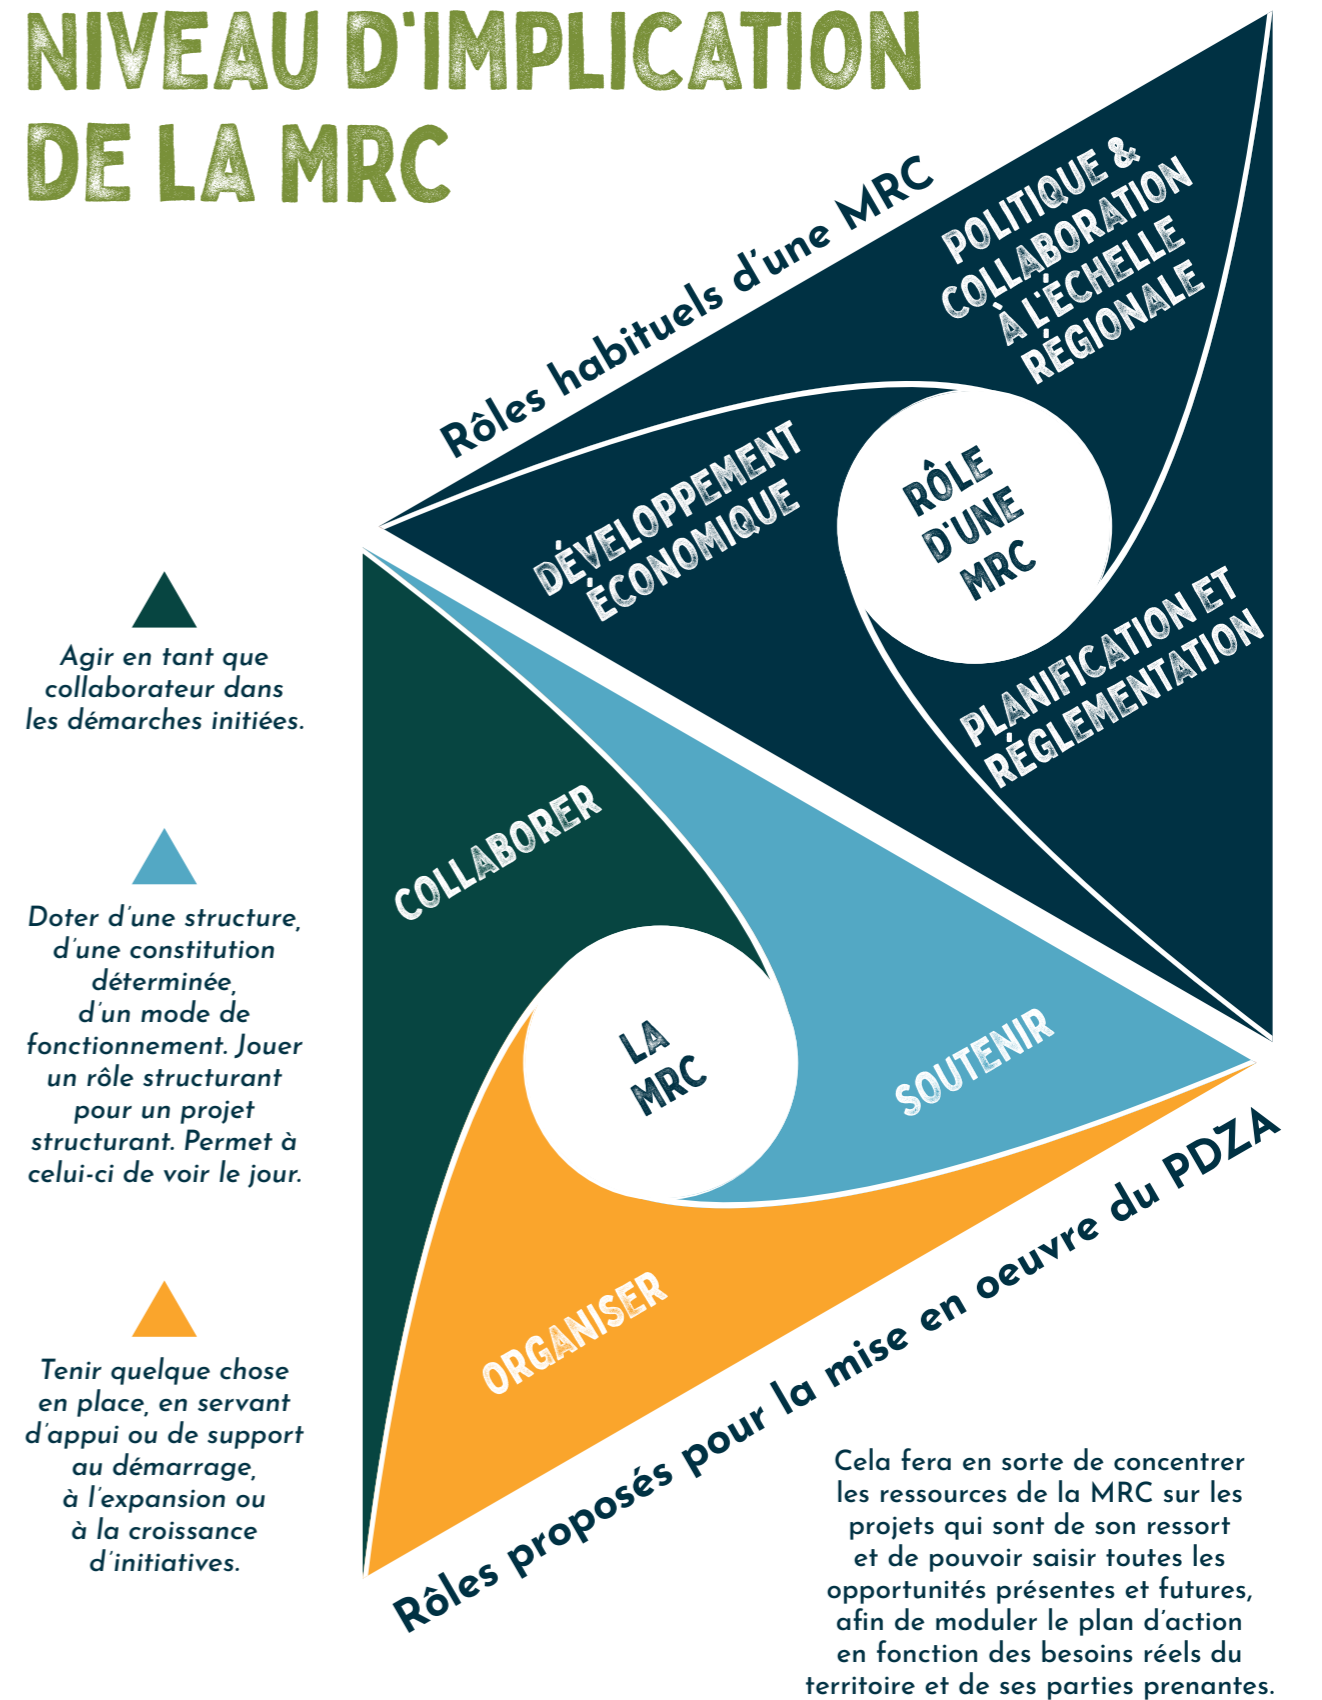 NIVEAU D'IMPLICATION
DE LA MRC
Rôles habituels d'une MRC
POLITIQUE &
COLLABORATION
À L'ÉCHELLE
RÉGIONALE
DÉVELOPPEMENT
ÉCONOMIQUE
RÔLE
D'UNE
MRC
PLANIFICATION ET
RÉGLEMENTATION
Agir en tant que
collaborateur dans
les démarches initiées.
COLLABORER
Doter d'une structure,
d'une constitution
déterminée,
d'un mode de
fonctionnement. Jouer
un rôle structurant
pour un projet
structurant. Permet à
celui-ci de voir le jour.
LA
MRC
SOUTENIR
ORGANISER
Tenir quelque chose
en place, en servant
d'appui ou de support
au démarrage,
à l'expansion ou
à la croissance
d'initiatives.
Rôles proposés pour la mise en oeuvre du PDZA
Cela fera en sorte de concentrer
les ressources de la MRC sur les
projets qui sont de son ressort
et de pouvoir saisir toutes les
opportunités présentes et futures,
afin de moduler le plan d'action
en fonction des besoins réels du
territoire et de ses parties prenantes.